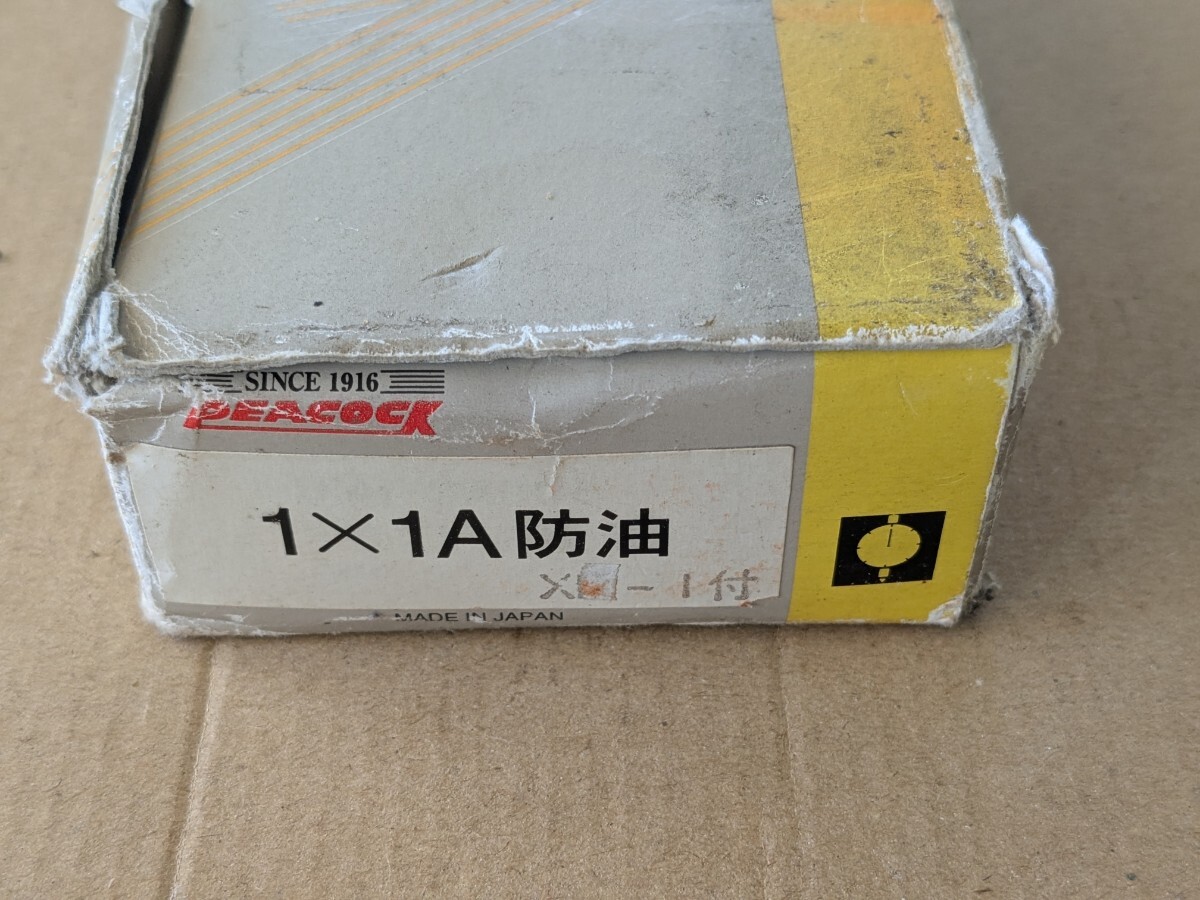 SINCE 1916
PEACOCK
1×1A防油
-1付
MADE IN JAPAN